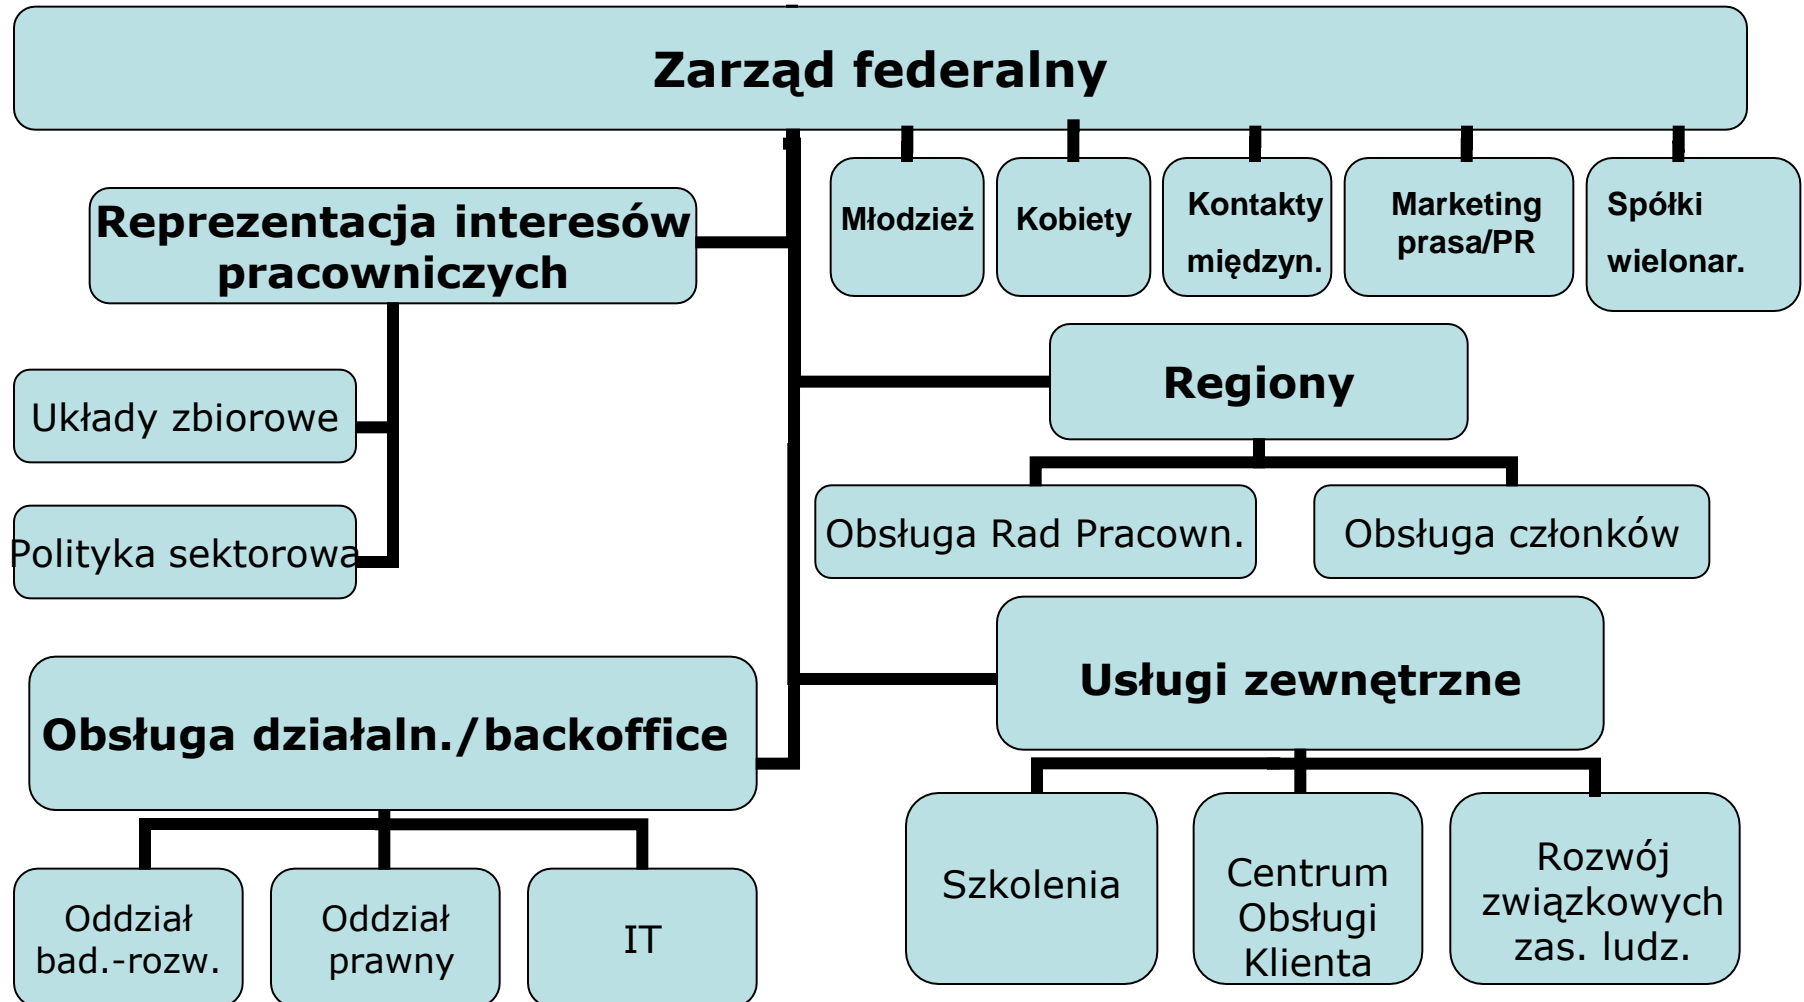 Zarząd federalny
Młodzież
Kobiety
Kontakty
międzyn.
Marketing
prasa/PR
Spółki
wielonar.
Reprezentacja interesów
pracowniczych
Układy zbiorowe
Polityka sektorowa
Regiony
Obsługa Rad Pracown.
Obsługa członków
Obsługa działaln./backoffice
Oddział
bad.-rozw.
Oddział
prawny
IT
Usługi zewnętrzne
Szkolenia
Centrum
Obsługi
Klienta
Rozwój
związkowych
zas. ludz.